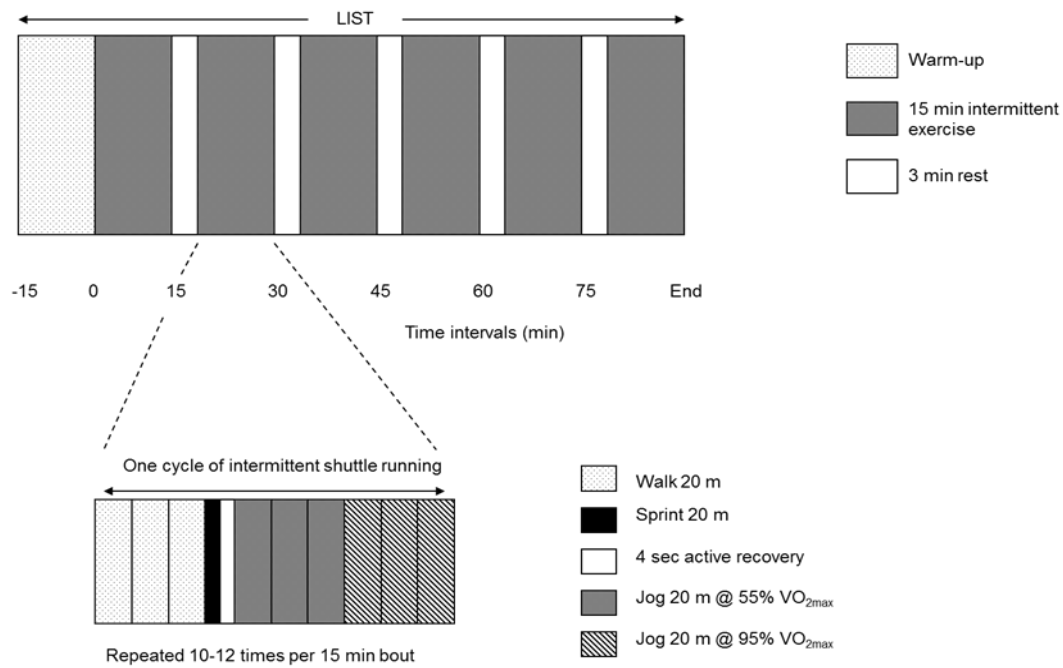 LIST
Warm-up
15 min intermittent
exercise
3 min rest
-15 0 15 30 45 60 75 End
Time intervals (min)
One cycle of intermittent shuttle running
Walk 20 m
Sprint 20 m
4 sec active recovery
Jog 20 m @ 55% VO2max
Jog 20 m @ 95% VO2max
Repeated 10-12 times per 15 min bout